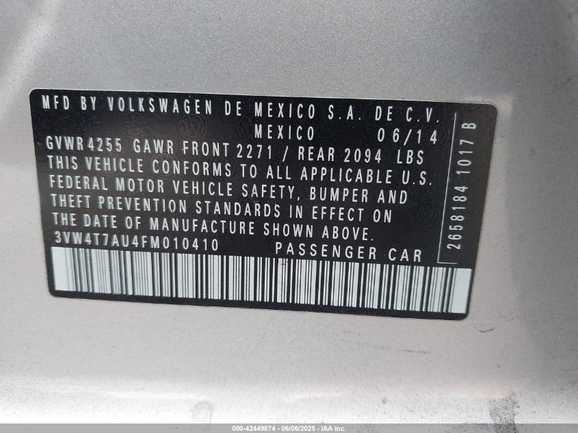 MFD BY VOLKSWAGEN DE MEXICO S.A. DE C.V.
MEXICO 06/14
GVWR 4255 GAWR FRONT 2271 / REAR 2094 LBS
THIS VEHICLE CONFORMS TO ALL APPLICABLE U.S.
FEDERAL MOTOR VEHICLE SAFETY, BUMPER AND
THEFT PREVENTION STANDARDS IN EFFECT ON
THE DATE OF MANUFACTURE SHOWN ABOVE.
3VW4T7AU4FM010410 PASSENGER CAR
2658184 1017 B
000-42449674 - 06/06/2025 - IAA Inc.